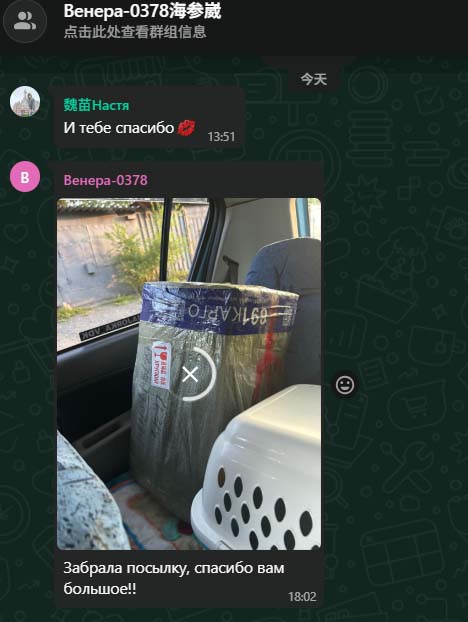 Венера-0378海参崴
点击此处查看群组信息
今天
魏苗Настя
И тебе спасибо💋
13:51
В
Венера-0378
691КАРГО
Забрала посылку, спасибо вам
большое!!
18:02